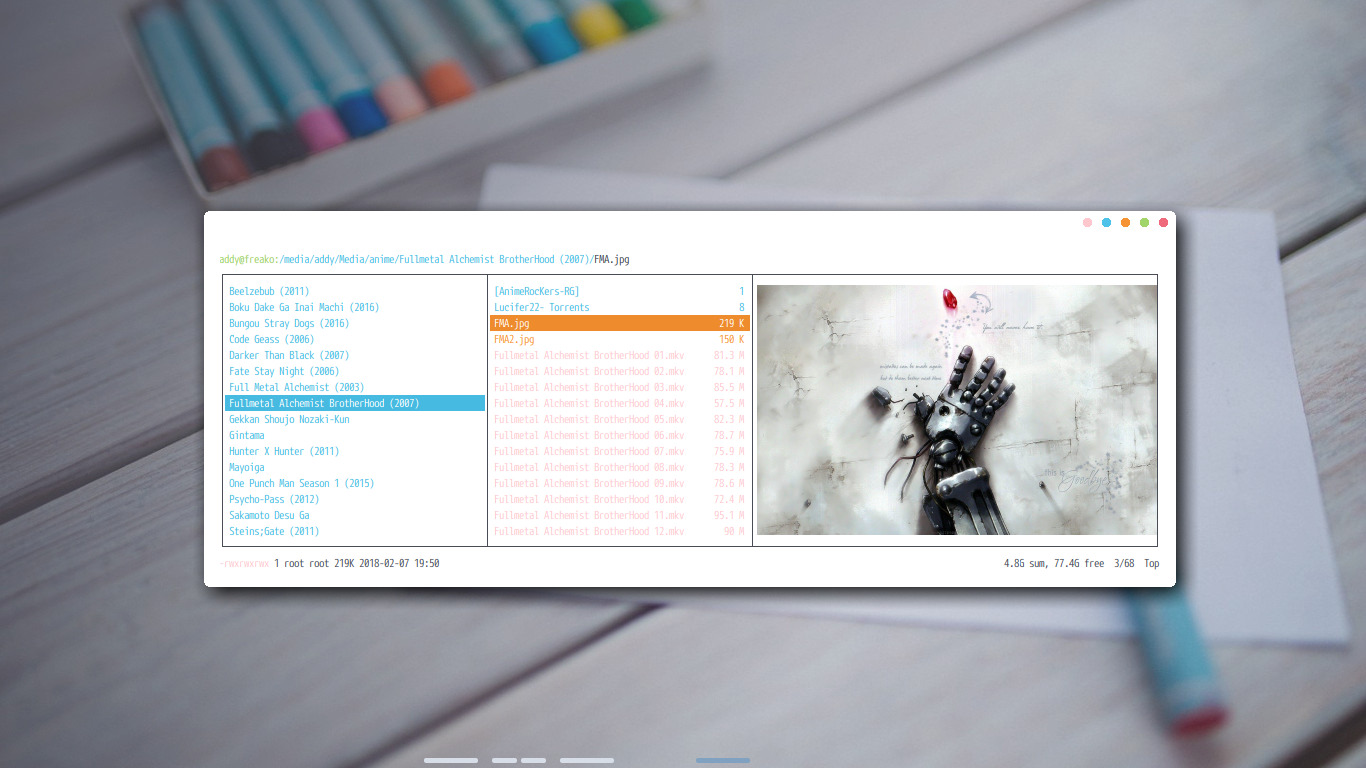 addy@freako:/media/addy/Media/anime/Fullmetal Alchemist BrotherHood (2007)/FMA.jpg
Beelzebub (2011)
Boku Dake Ga Inai Machi (2016)
Bungou Stray Dogs (2016)
Code Geass (2006)
Darker Than Black (2007)
Fate Stay Night (2006)
Full Metal Alchemist (2003)
Fullmetal Alchemist BrotherHood (2007)
Gekkan Shoujo Nozaki-Kun
Gintama
Hunter X Hunter (2011)
Mayoiga
One Punch Man Season 1 (2015)
Psycho-Pass (2012)
Sakamoto Desu Ga
Steins;Gate (2011)
[AnimeRocKers-RG] 1
Lucifer22- Torrents 8
FMA.jpg 219 K
FMA2.jpg 150 K
Fullmetal Alchemist BrotherHood 01.mkv 81.3 M
Fullmetal Alchemist BrotherHood 02.mkv 78.1 M
Fullmetal Alchemist BrotherHood 03.mkv 85.5 M
Fullmetal Alchemist BrotherHood 04.mkv 57.5 M
Fullmetal Alchemist BrotherHood 05.mkv 82.3 M
Fullmetal Alchemist BrotherHood 06.mkv 78.7 M
Fullmetal Alchemist BrotherHood 07.mkv 75.9 M
Fullmetal Alchemist BrotherHood 08.mkv 78.3 M
Fullmetal Alchemist BrotherHood 09.mkv 78.6 M
Fullmetal Alchemist BrotherHood 10.mkv 72.4 M
Fullmetal Alchemist BrotherHood 11.mkv 95.1 M
Fullmetal Alchemist BrotherHood 12.mkv 90 M
You will never have it
Goodbye
-rwxrwxrwx 1 root root 219K 2018-02-07 19:50
4.8G sum, 77.4G free 3/68 Top